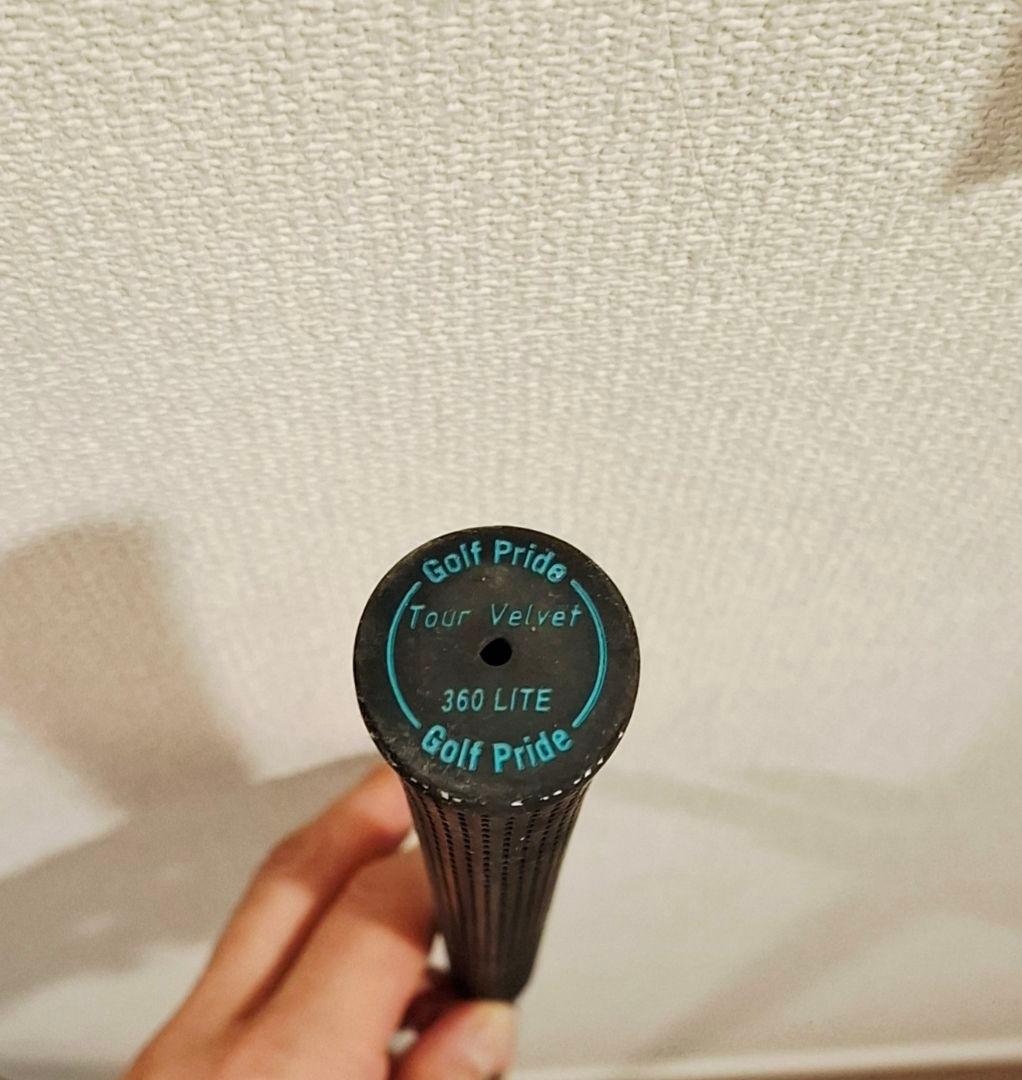 Golf Pride
Tour Velvet
360 LITE
Golf Pride